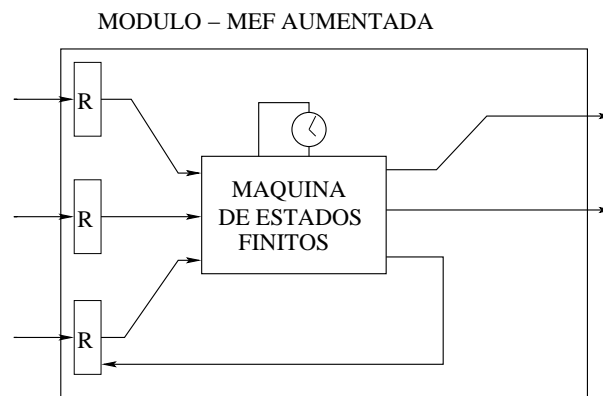 MODULO – MEF AUMENTADA
R
R
R
MAQUINA
DE ESTADOS
FINITOS